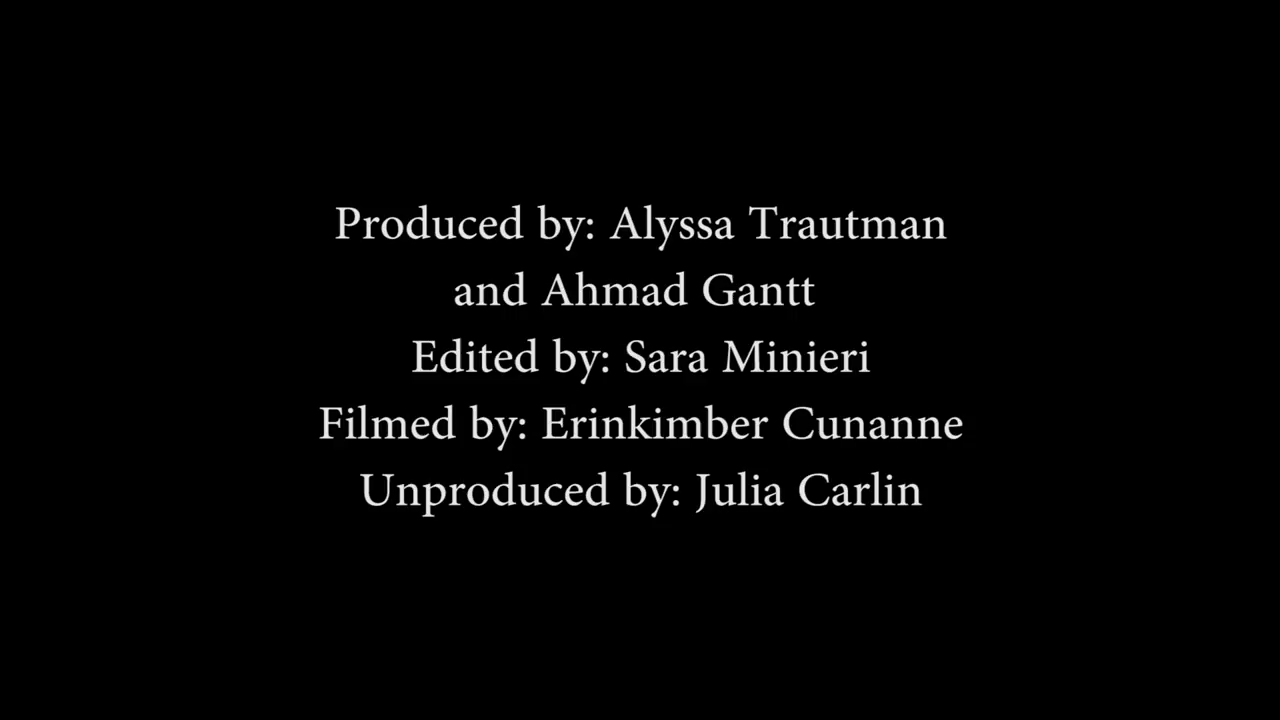 Produced by: Alyssa Trautman
and Ahmad Gantt
Edited by: Sara Minieri
Filmed by: Erinkimber Cunanne
Unproduced by: Julia Carlin